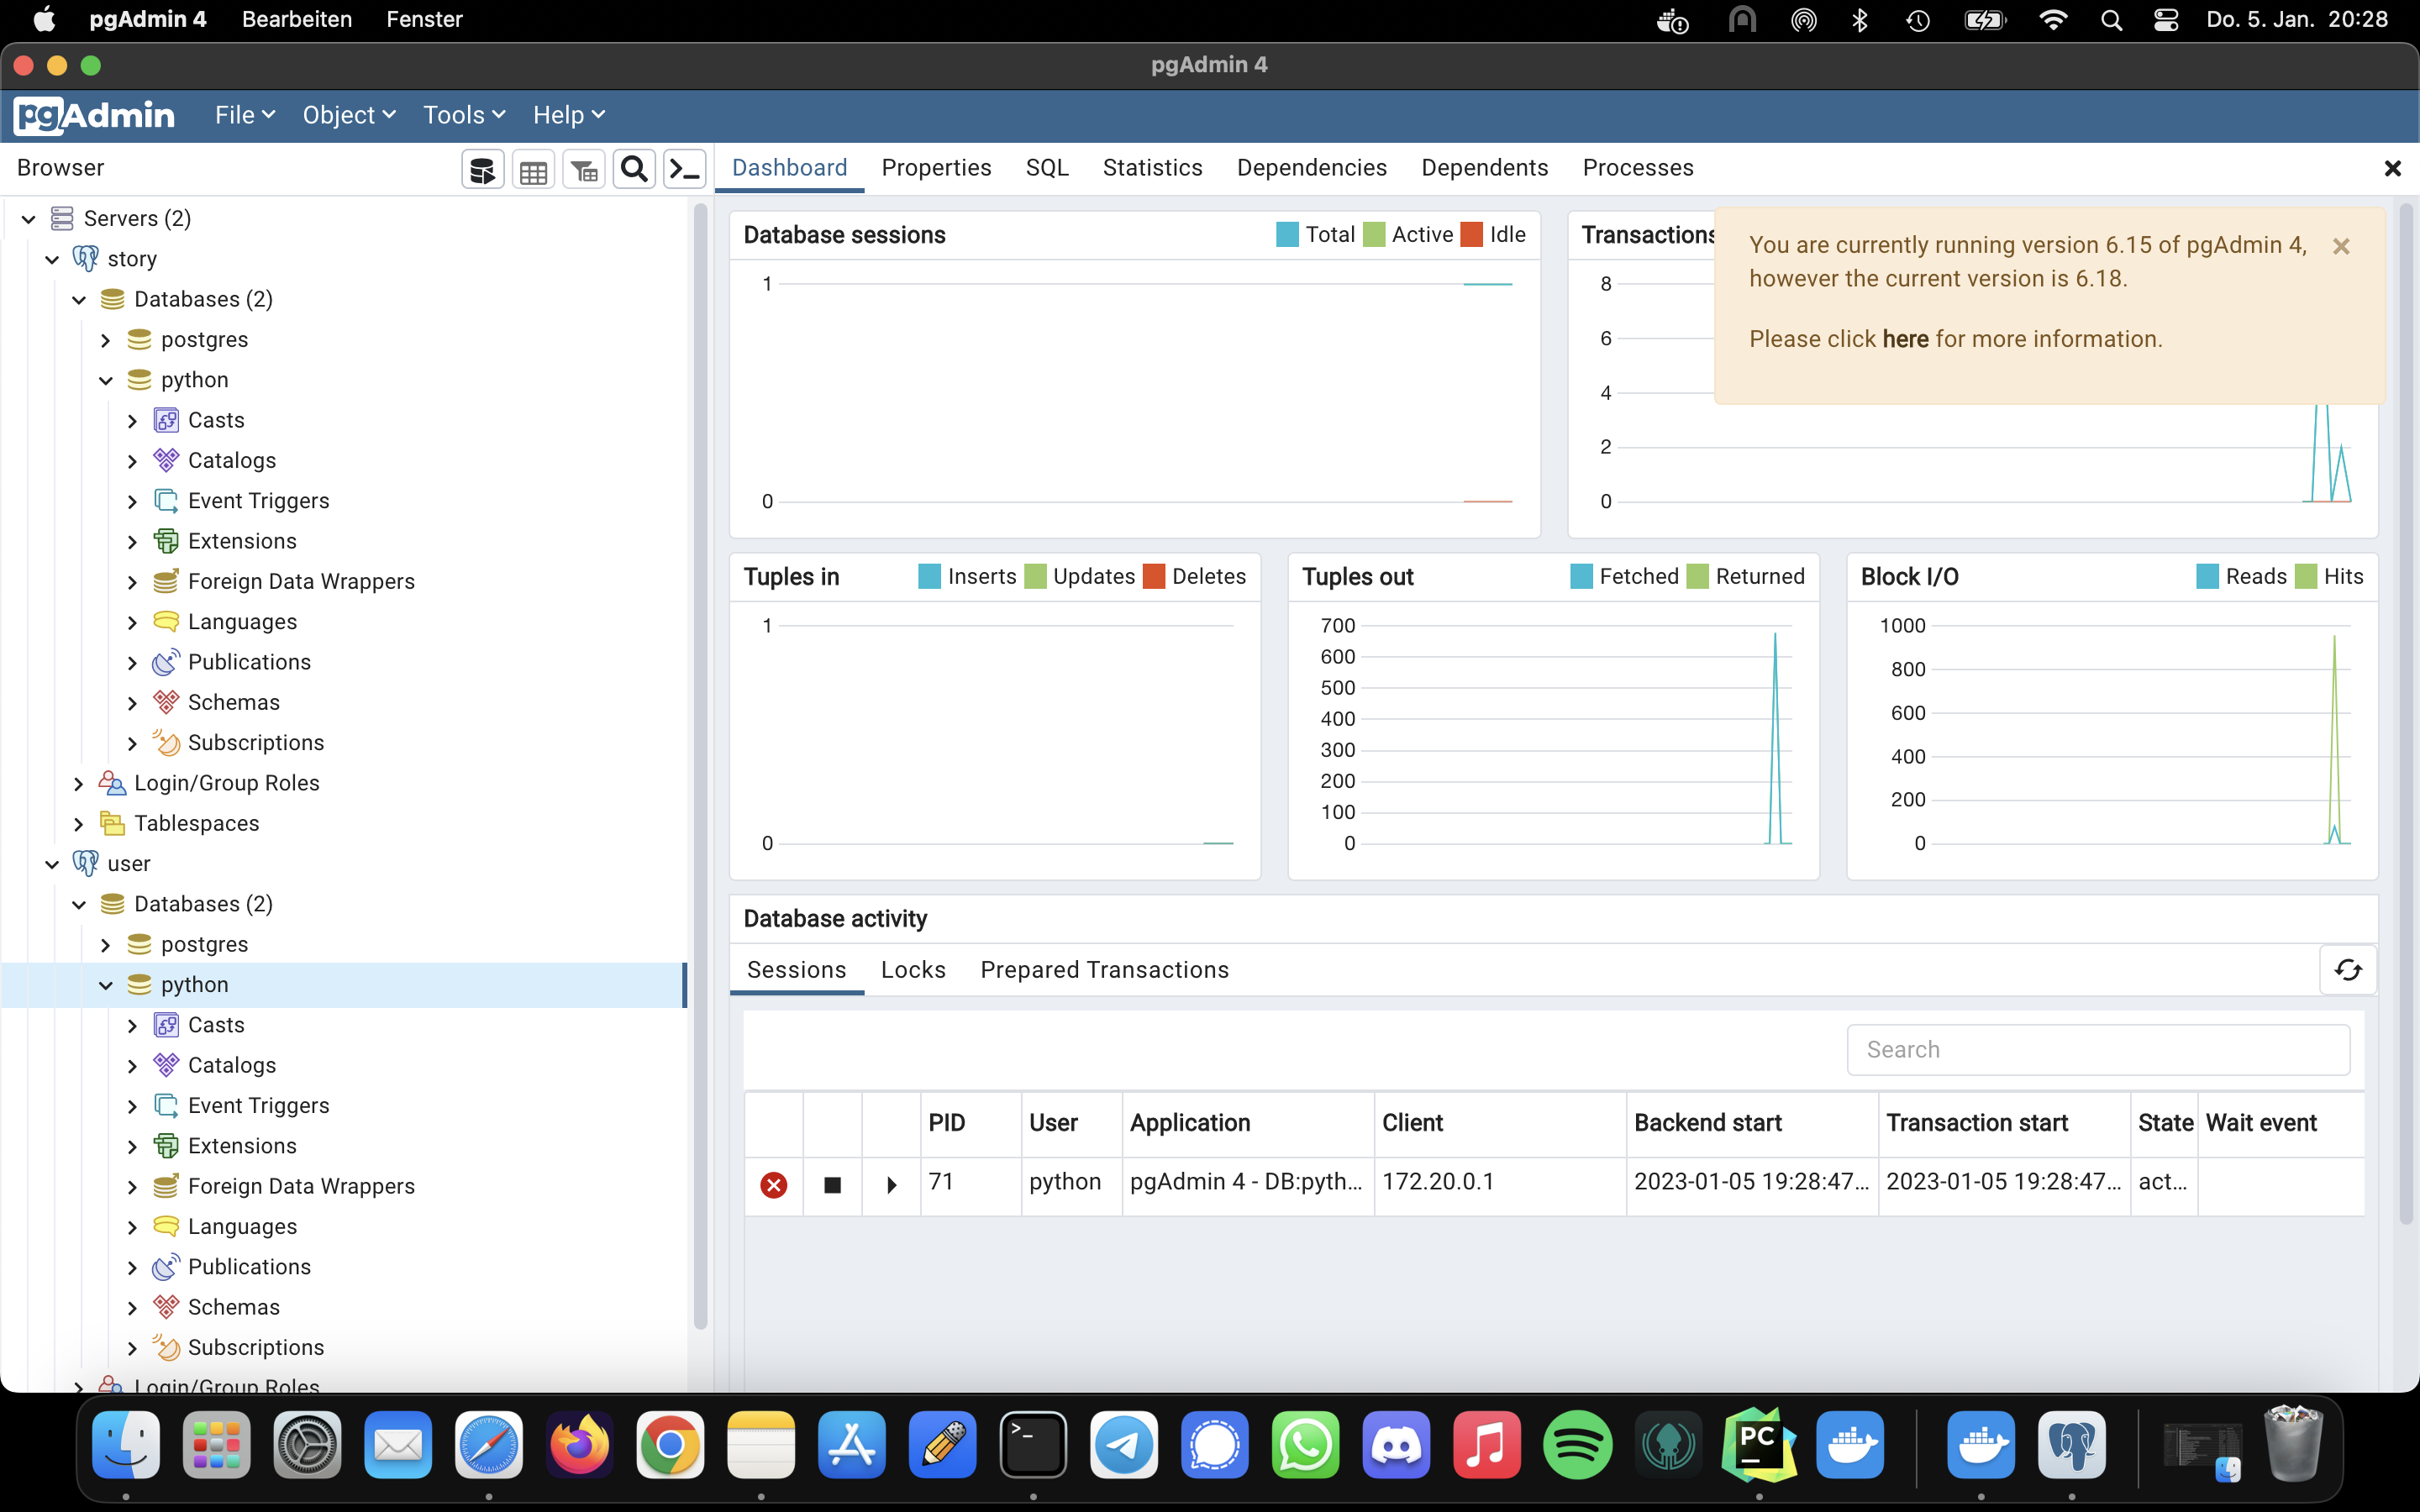 pgAdmin 4 Bearbeiten Fenster Do. 5. Jan. 20:28
pgAdmin 4
pgAdmin File Object Tools Help
Browser
Dashboard Properties SQL Statistics Dependencies Dependents Processes
Servers (2)
story
Databases (2)
postgres
python
Casts
Catalogs
Event Triggers
Extensions
Foreign Data Wrappers
Languages
Publications
Schemas
Subscriptions
Login/Group Roles
Tablespaces
user
Databases (2)
postgres
python
Casts
Catalogs
Event Triggers
Extensions
Foreign Data Wrappers
Languages
Publications
Schemas
Subscriptions
Login/Group Roles
Database sessions Total Active Idle
1
0
Transactions
8
6
4
2
0
You are currently running version 6.15 of pgAdmin 4,
however the current version is 6.18.
Please click here for more information.
Tuples in Inserts Updates Deletes
1
0
Tuples out Fetched Returned
700
600
500
400
300
200
100
0
Block I/O Reads Hits
1000
800
600
400
200
0
Database activity
Sessions Locks Prepared Transactions
Search
PID User Application Client Backend start Transaction start State Wait event
71 python pgAdmin 4 - DB:pyth... 172.20.0.1 2023-01-05 19:28:47... 2023-01-05 19:28:47... act...
PC